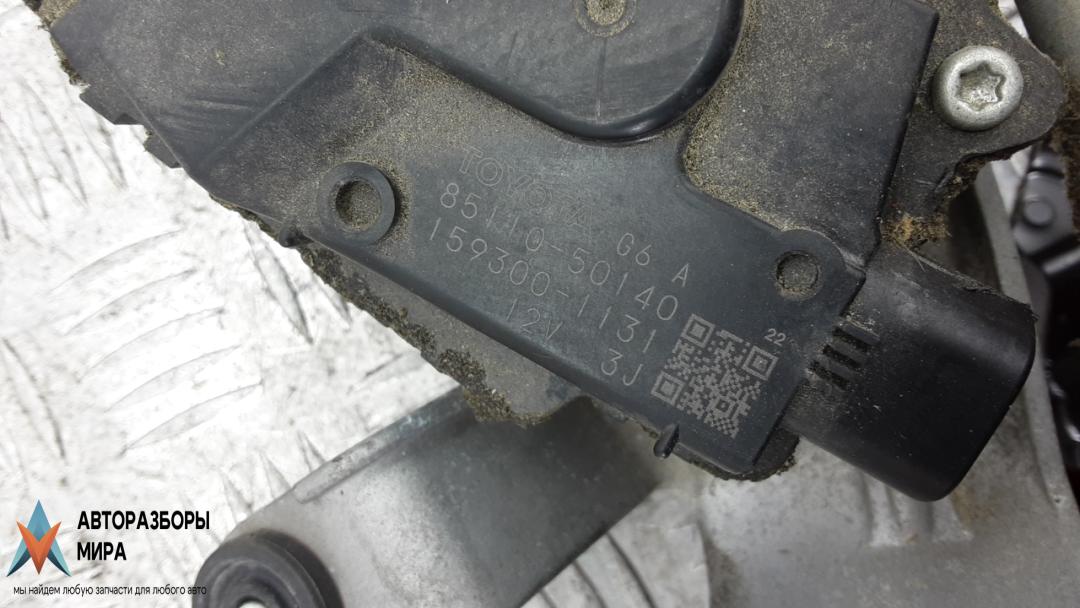 TOYOTA G6 A
85110-50140
159300-1131
12V 3J
22
АВТОРАЗБОРЫ
МИРА
мы найдем любую запчасти для любого авто